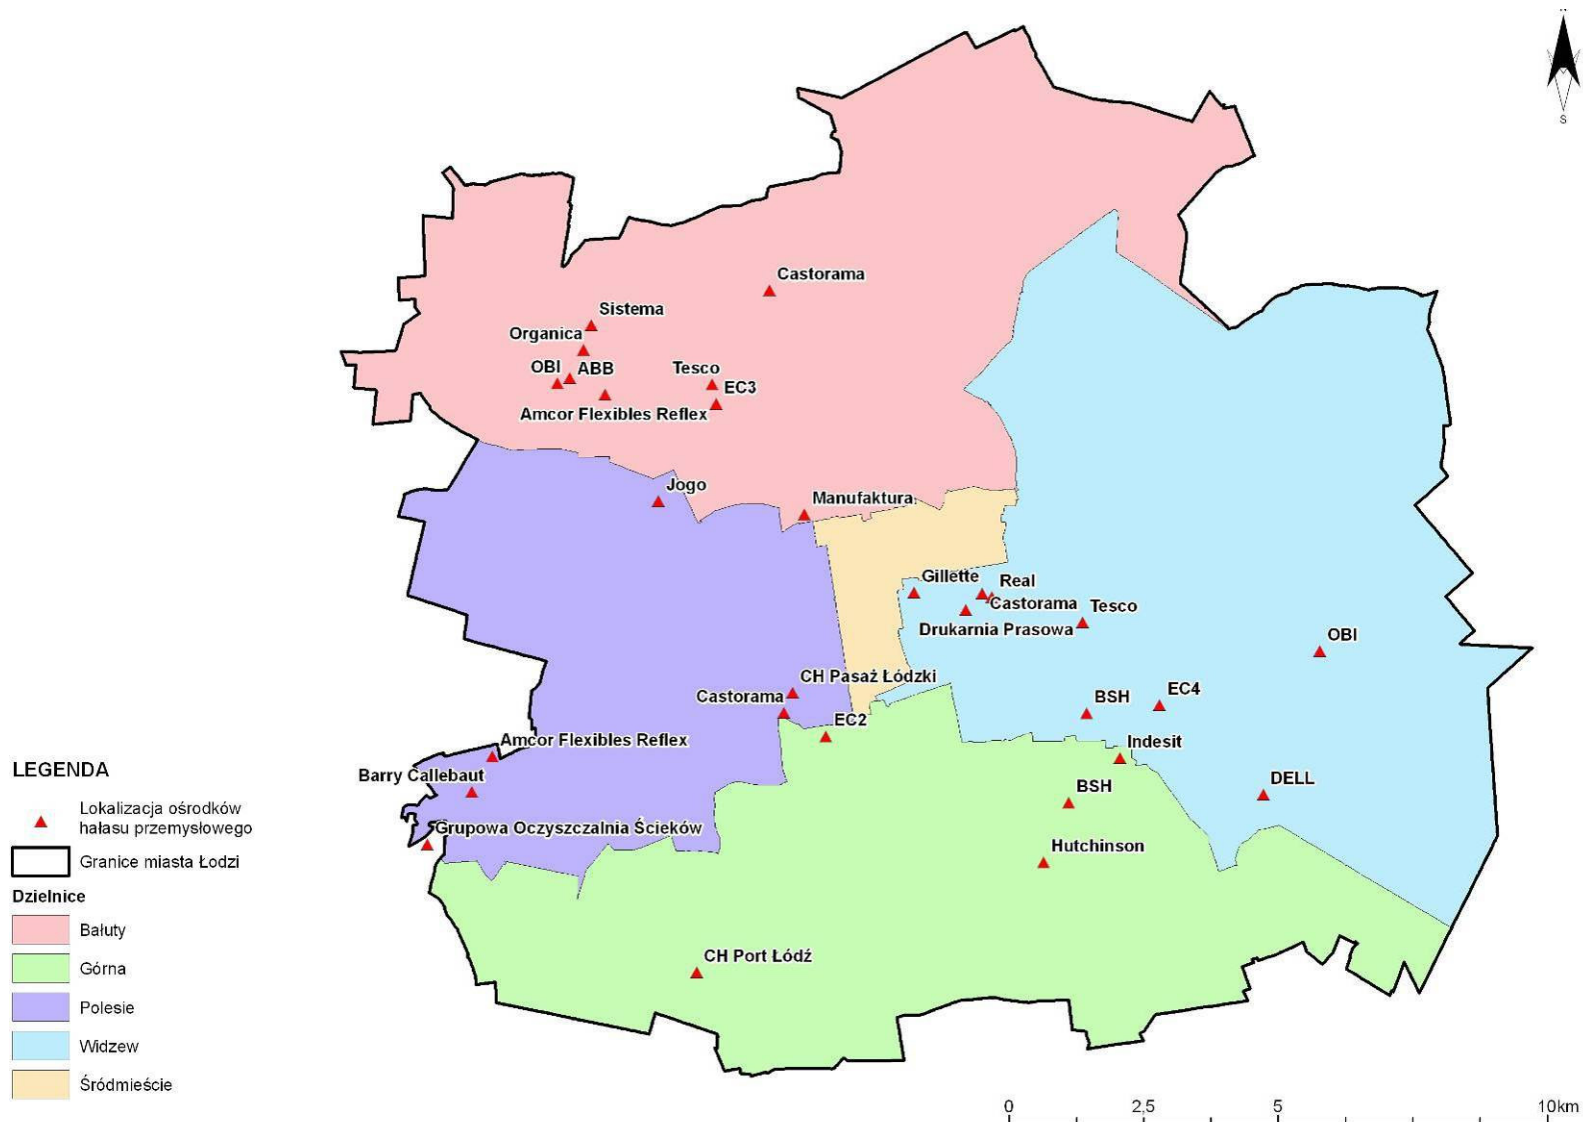 S
Castorama
Sistema
Organica
OBI
ABB
Tesco
EC3
Amcor Flexibles Reflex
Jogo
Manufaktura
Gillette
Real
Castorama
Tesco
Drukarnia Prasowa
OBI
CH Pasaż Łódzki
Castorama
EC2
BSH
EC4
Indesit
Amcor Flexibles Reflex
Barry Callebaut
DELL
BSH
Grupowa Oczyszczalnia Ścieków
Hutchinson
CH Port Łódź
LEGENDA
Lokalizacja ośrodków
hałasu przemysłowego
Granice miasta Łodzi
Dzielnice
Bałuty
Górna
Polesie
Widzew
Śródmieście
0 2,5 5 10km